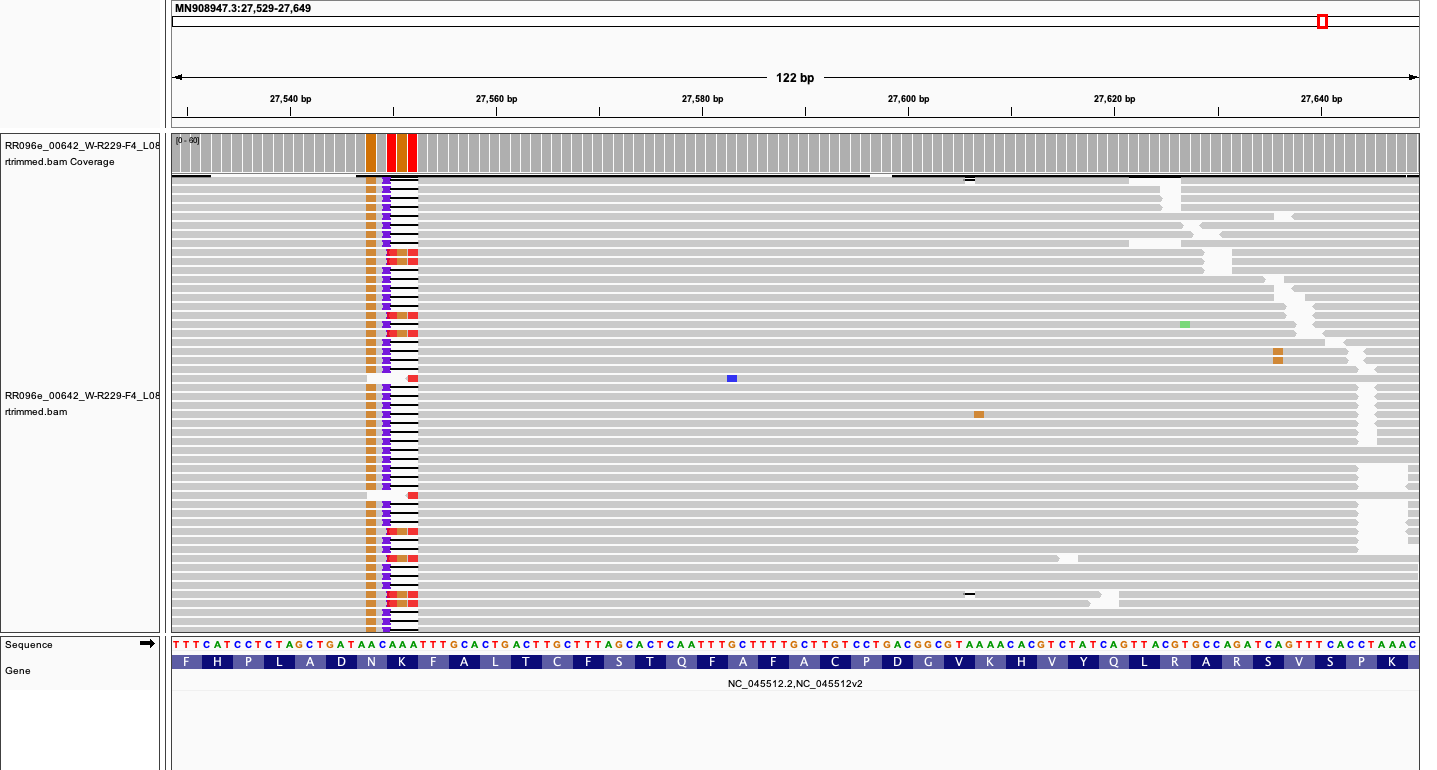 MN908947.3:27,529-27,649
122 bp
27,540 bp 27,560 bp 27,580 bp 27,600 bp 27,620 bp 27,640 bp
RR096e_00642_W-R229-F4_L08
rtrimmed.bam Coverage
[0 - 60]
RR096e_00642_W-R229-F4_L08
rtrimmed.bam
Sequence
TTTCATCCTCTAGCTGATAACAAATTTGCACTGACTTGCTTTAGCACTCAATTTGCTTTTGCTTGTCCTGACGGCGTAAAACACGTCTATCAGTTACGTGCCAGATCAGTTTCACCTAAAC
Gene
F H P L A D N K F A L T C F S T Q F A F A C P D G V K H V Y Q L R A R S V S P K
NC_045512.2,NC_045512v2